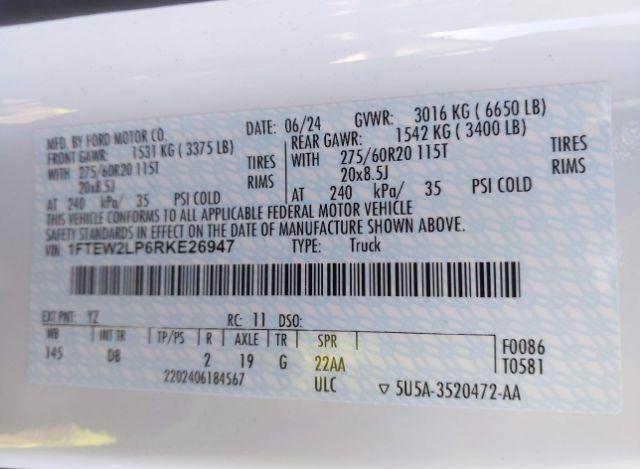 MFD. BY FORD MOTOR CO. DATE: 06/24 GVWR: 3016 KG ( 6650 LB)
FRONT GAWR: 1531 KG ( 3375 LB) REAR GAWR: 1542 KG ( 3400 LB)
WITH 275/60R20 115T TIRES WITH 275/60R20 115T TIRES
20x8.5J RIMS 20x8.5J RIMS
AT 240 kPa/ 35 PSI COLD AT 240 kPa/ 35 PSI COLD
THIS VEHICLE CONFORMS TO ALL APPLICABLE FEDERAL MOTOR VEHICLE
SAFETY STANDARDS IN EFFECT ON THE DATE OF MANUFACTURE SHOWN ABOVE.
VIN: 1FTEW2LP6RKE26947 TYPE: Truck
EXT PNT: YZ RC: 11 DSO:
WB INT TR TP/PS R AXLE TR SPR F0086
145 DB 2 19 G 22AA T0581
2202406184567 ULC ▽ 5U5A-3520472-AA